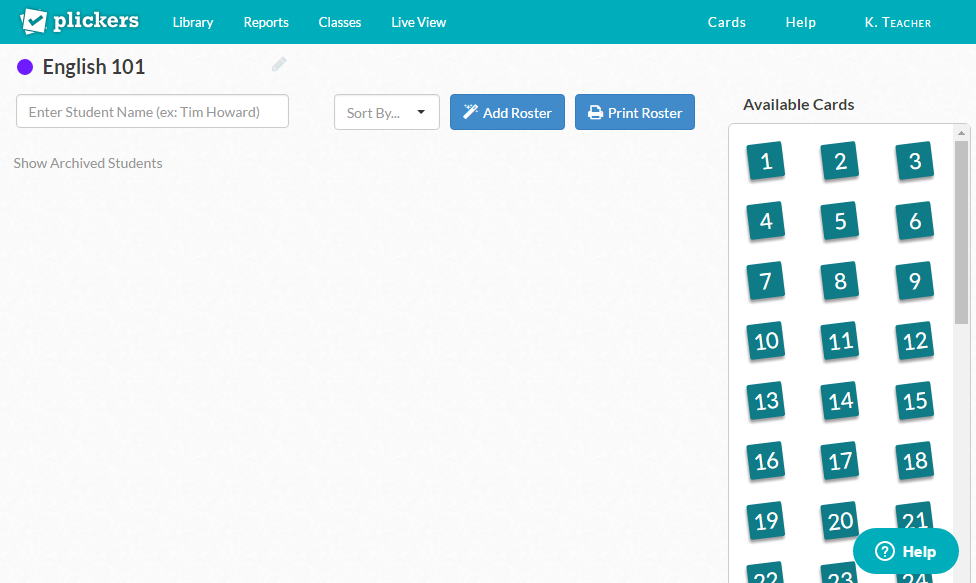 plickers Library Reports Classes Live View Cards Help K. Teacher
English 101
Enter Student Name (ex: Tim Howard) Sort By... Add Roster Print Roster
Show Archived Students
Available Cards
1 2 3
4 5 6
7 8 9
10 11 12
13 14 15
16 17 18
19 20 21
22 23 24
Help